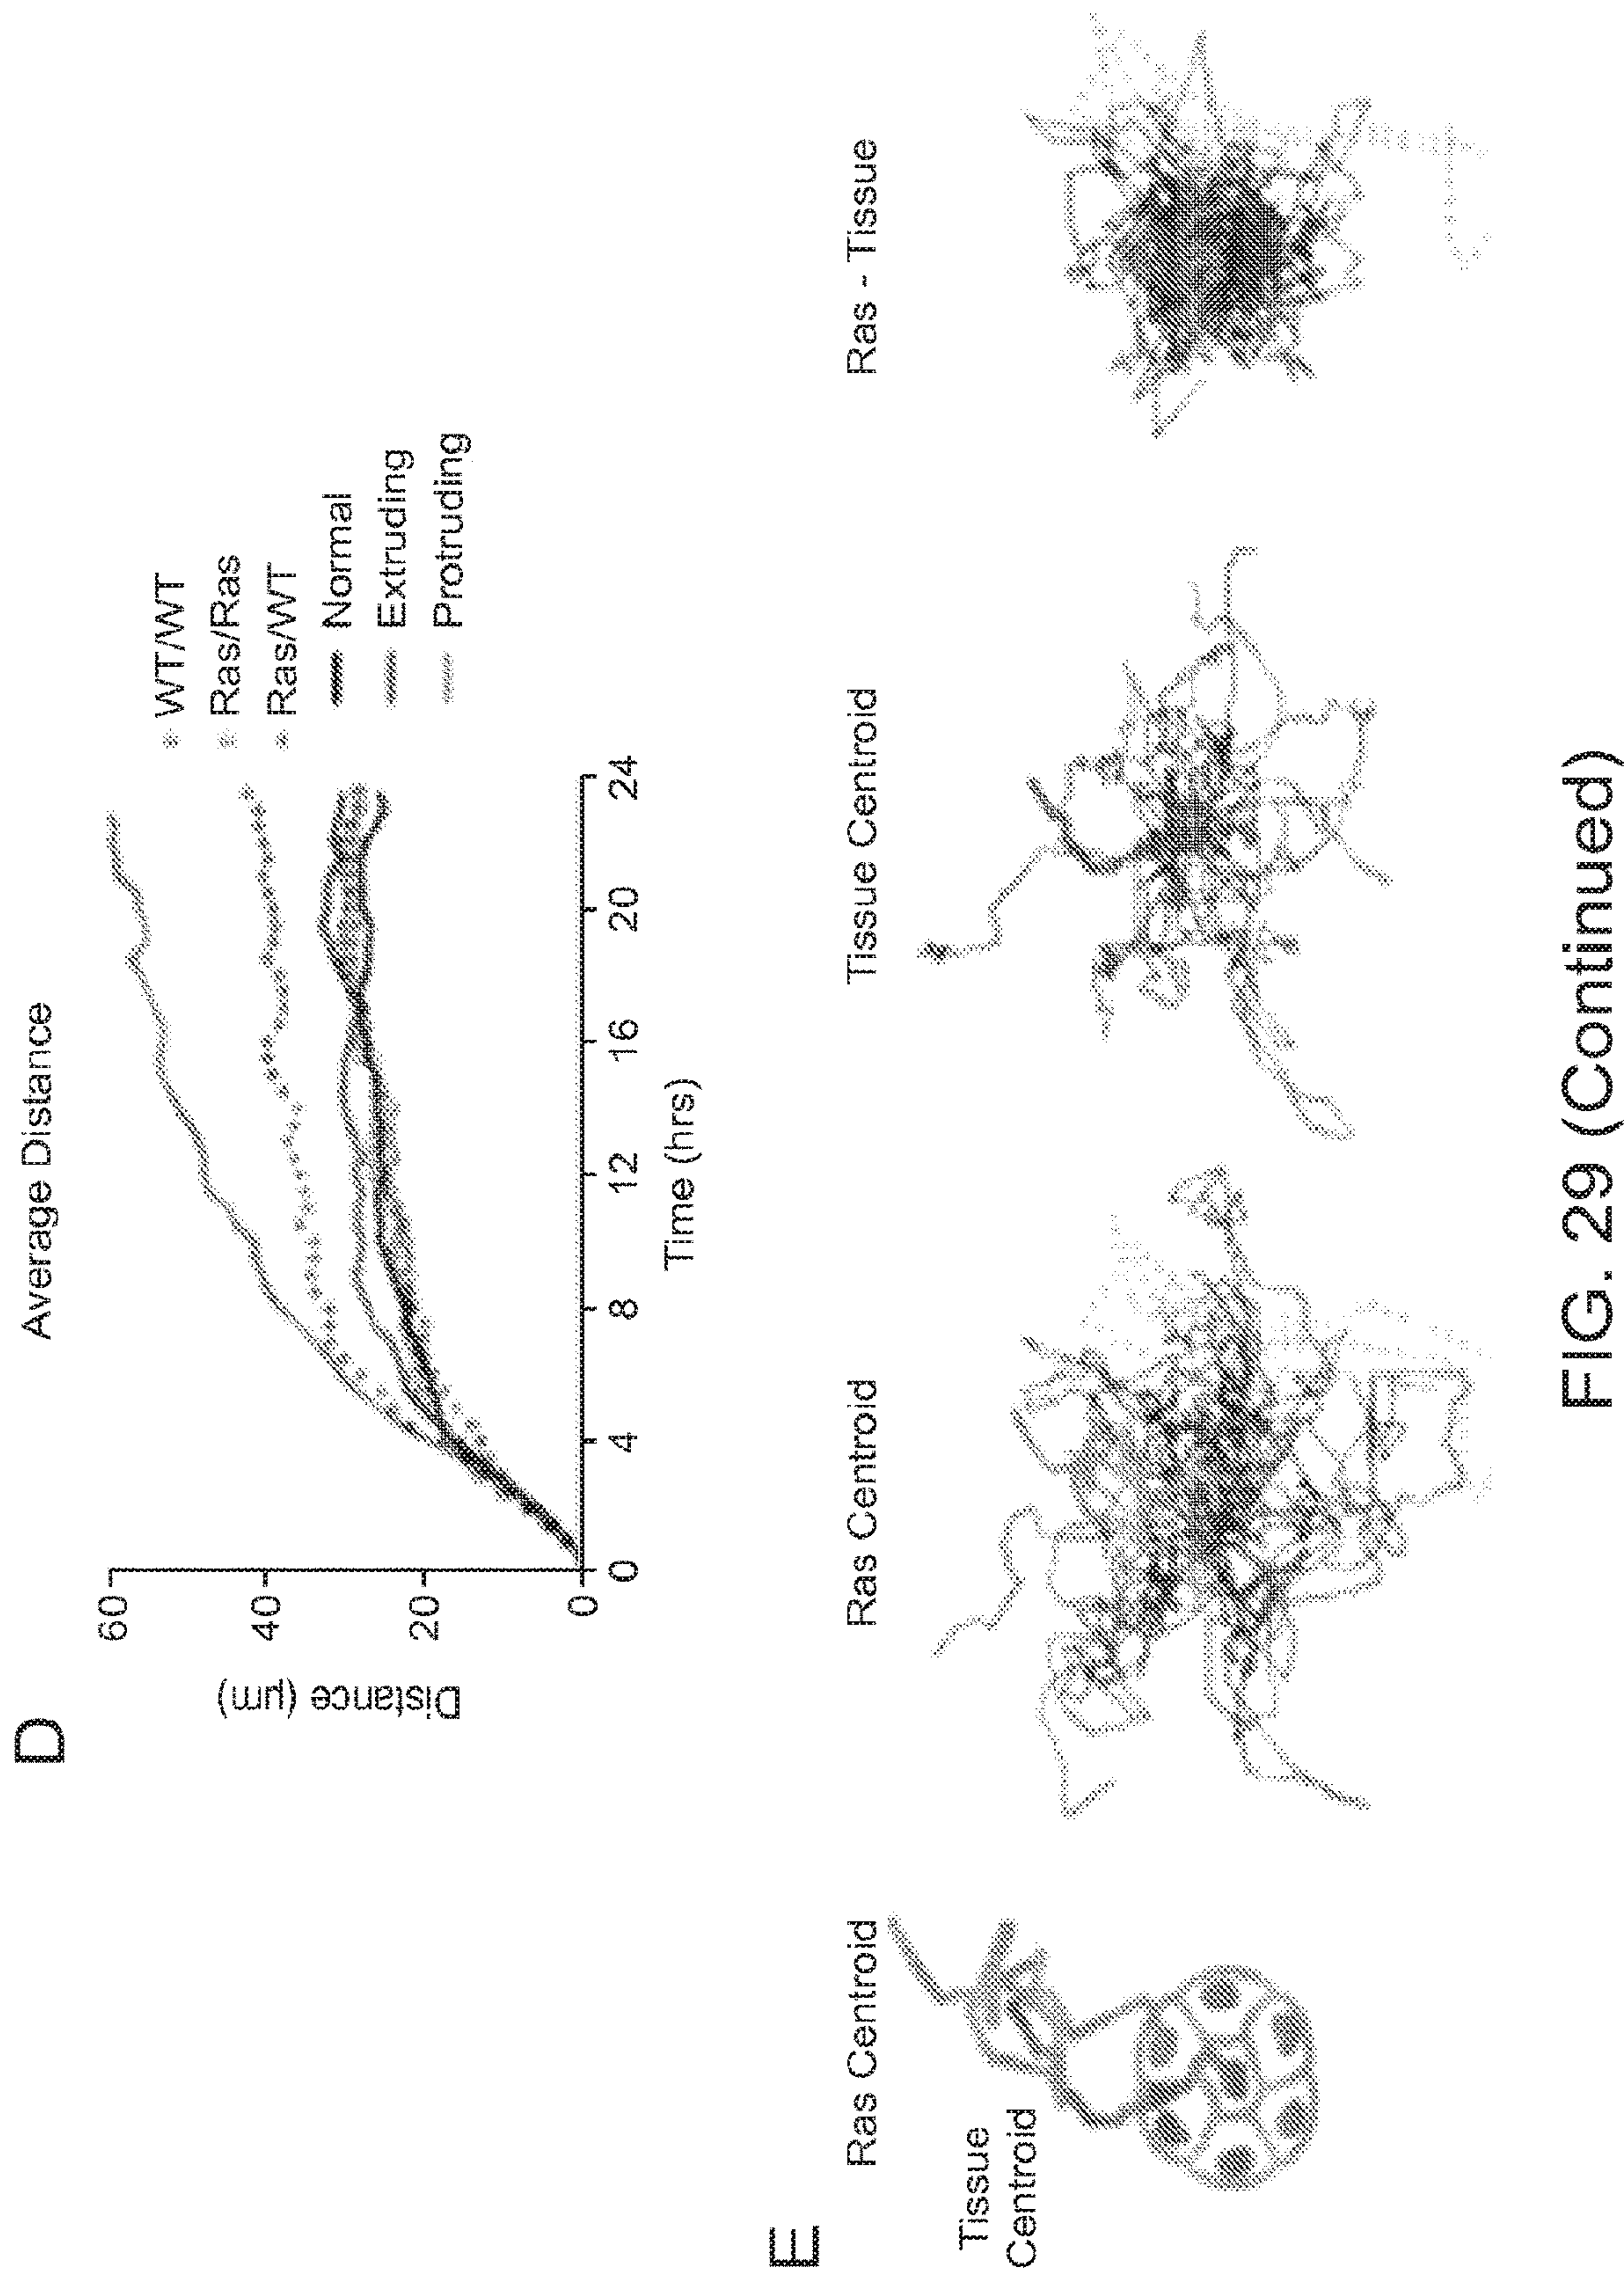 D
Average Distance
Distance (µm)
60
40
20
0
0 4 8 12 16 20 24
Time (hrs)
WT/WT
Ras/Ras
Ras/WT
Normal
Extruding
Protruding
E
Ras Centroid
Tissue
Centroid
Ras Centroid
Tissue Centroid
Ras - Tissue
FIG. 29 (Continued)